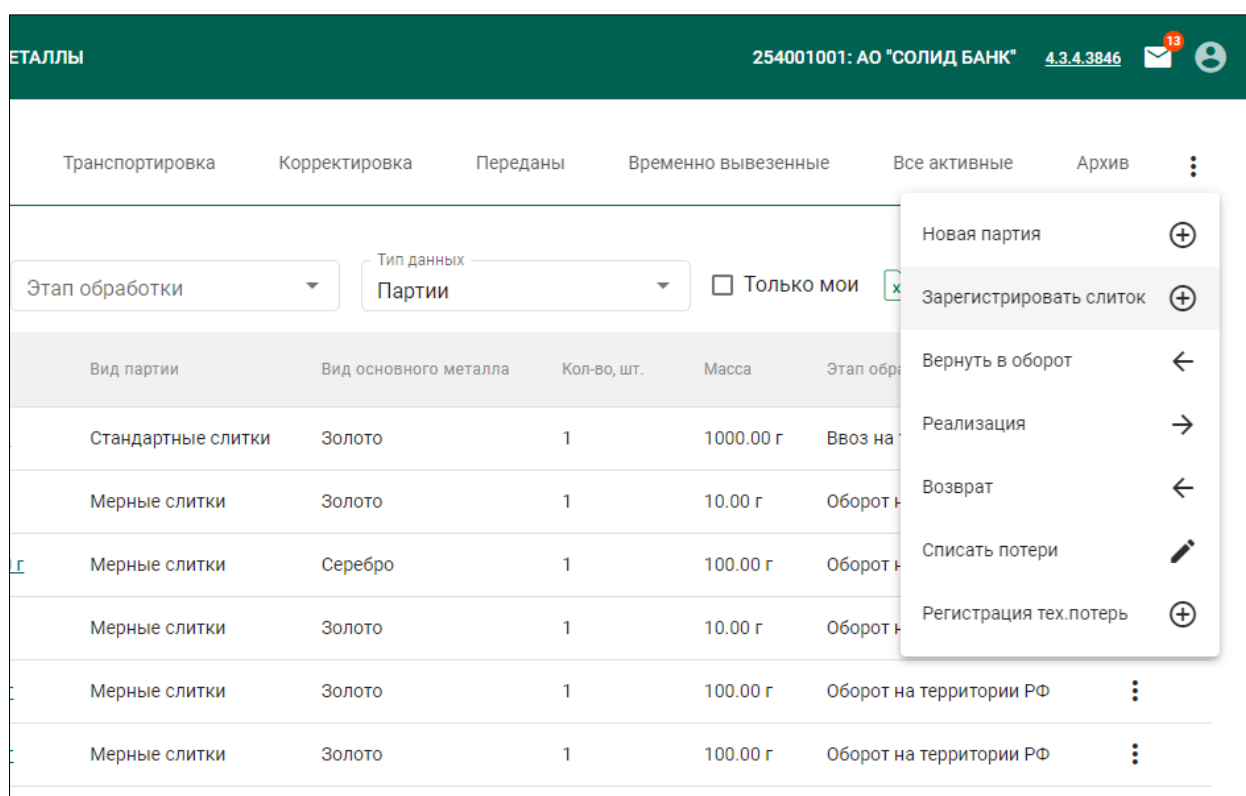 ЕТАЛЛЫ 254001001: АО "СОЛИД БАНК" 4.3.4.3846 13
Транспортировка Корректировка Переданы Временно вывезенные Все активные Архив
Новая партия
Зарегистрировать слиток
Вернуть в оборот
Реализация
Возврат
Списать потери
Регистрация тех.потерь
Этап обработки Тип данных
Партии Только мои x
Вид партии Вид основного металла Кол-во, шт. Масса Этап обра
Стандартные слитки Золото 1 1000.00 г Ввоз на
Мерные слитки Золото 1 10.00 г Оборот н
г Мерные слитки Серебро 1 100.00 г Оборот н
Мерные слитки Золото 1 10.00 г Оборот н
Мерные слитки Золото 1 100.00 г Оборот на территории РФ
Мерные слитки Золото 1 100.00 г Оборот на территории РФ